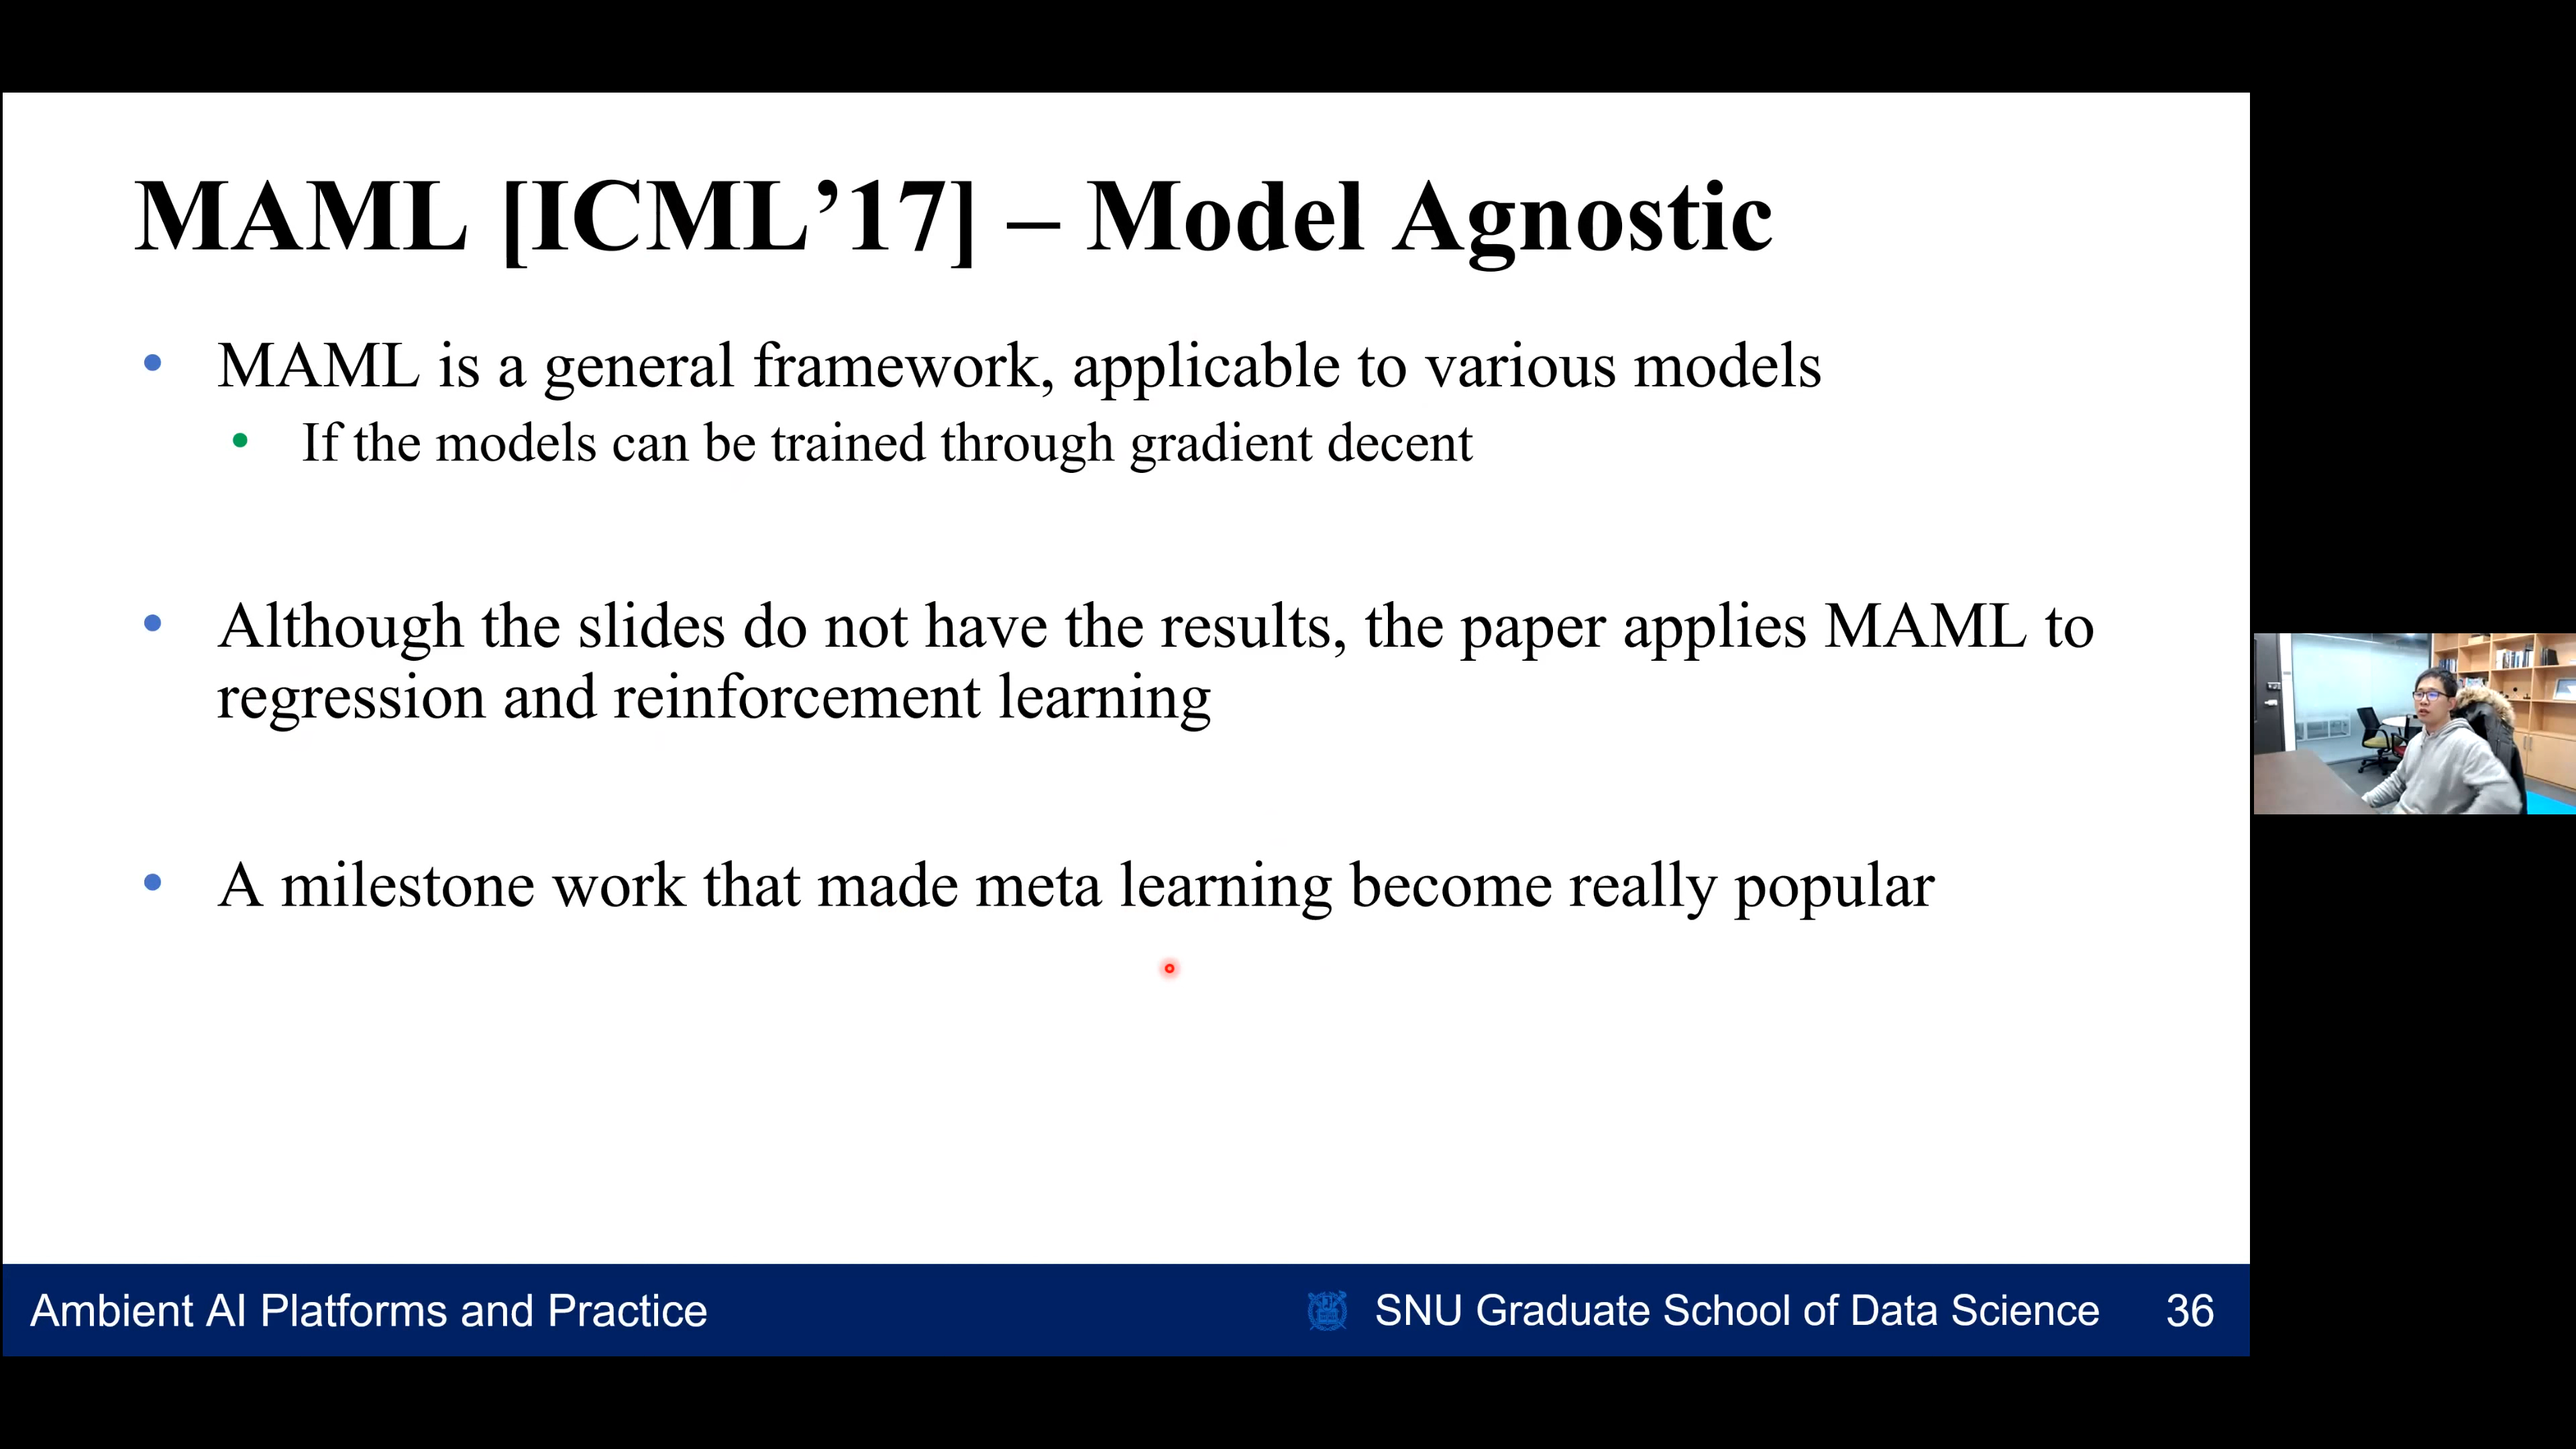 MAML [ICML’17] – Model Agnostic
• MAML is a general framework, applicable to various models
• If the models can be trained through gradient decent
• Although the slides do not have the results, the paper applies MAML to
regression and reinforcement learning
• A milestone work that made meta learning become really popular
Ambient AI Platforms and Practice
SNU Graduate School of Data Science
36